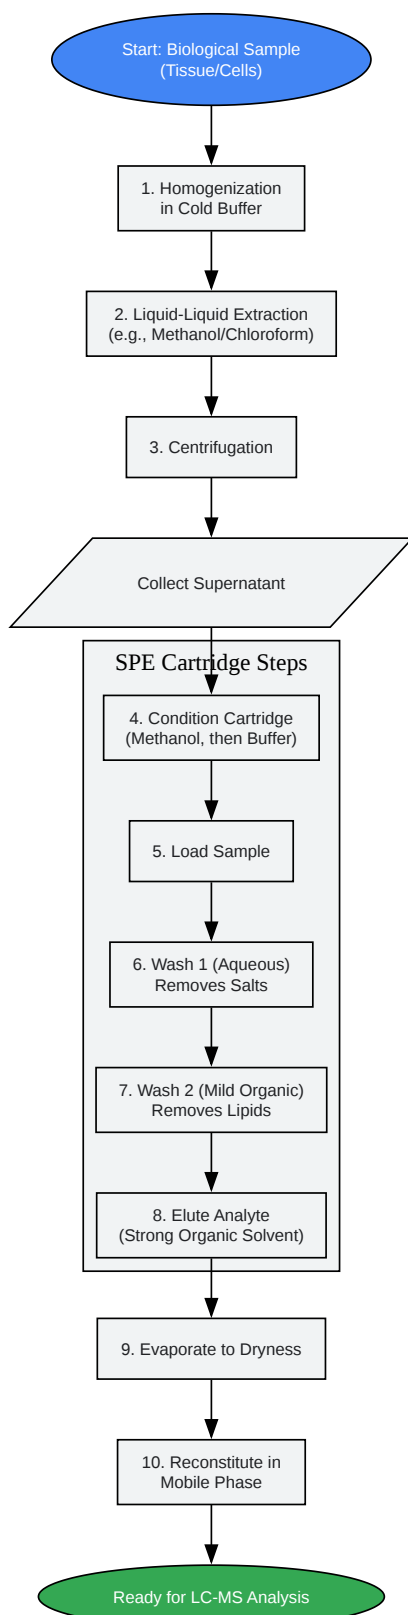 Start: Biological Sample
(Tissue/Cells)
1. Homogenization
in Cold Buffer
2. Liquid-Liquid Extraction
(e.g., Methanol/Chloroform)
3. Centrifugation
Collect Supernatant
SPE Cartridge Steps
4. Condition Cartridge
(Methanol, then Buffer)
5. Load Sample
6. Wash 1 (Aqueous)
Removes Salts
7. Wash 2 (Mild Organic)
Removes Lipids
8. Elute Analyte
(Strong Organic Solvent)
9. Evaporate to Dryness
10. Reconstitute in
Mobile Phase
Ready for LC-MS Analysis